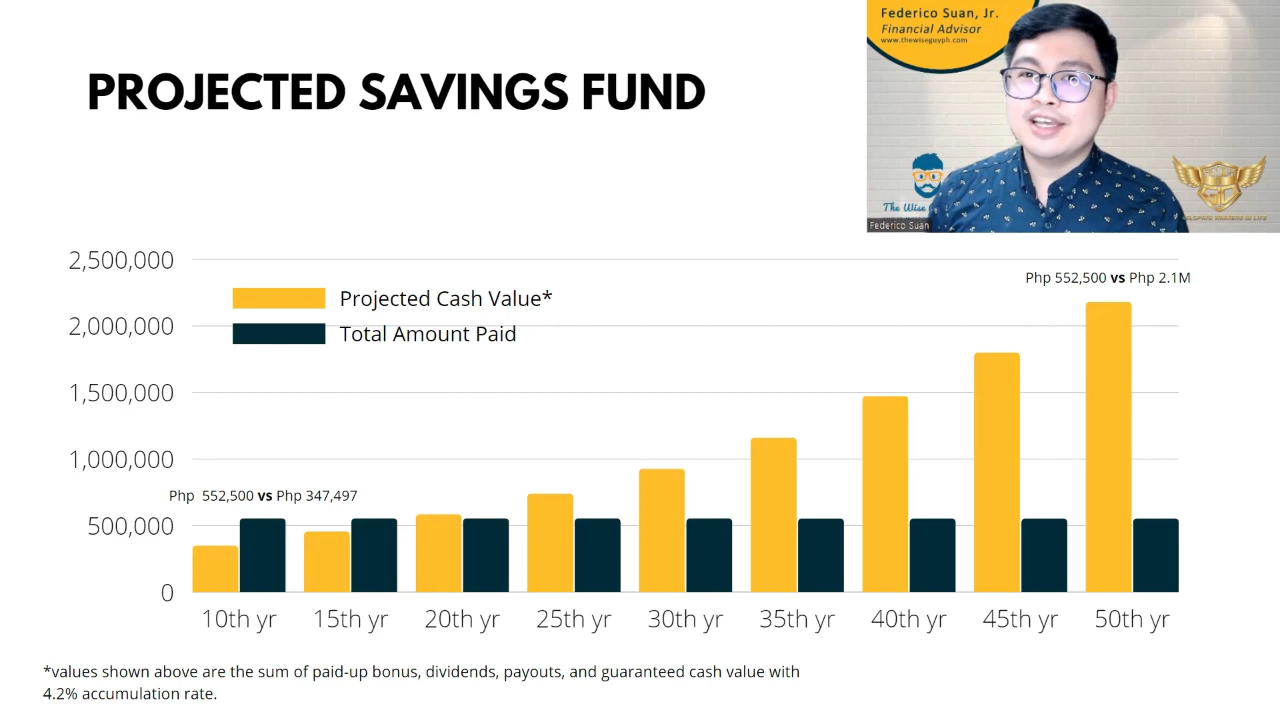 PROJECTED SAVINGS FUND
Federico Suan, Jr.
Financial Advisor
www.thewiseguyph.com
The Wise
Federico Suan
2,500,000
2,000,000
1,500,000
1,000,000
500,000
0
Projected Cash Value*
Total Amount Paid
Php 552,500 vs Php 2.1M
Php 552,500 vs Php 347,497
10th yr 15th yr 20th yr 25th yr 30th yr 35th yr 40th yr 45th yr 50th yr
*values shown above are the sum of paid-up bonus, dividends, payouts, and guaranteed cash value with
4.2% accumulation rate.